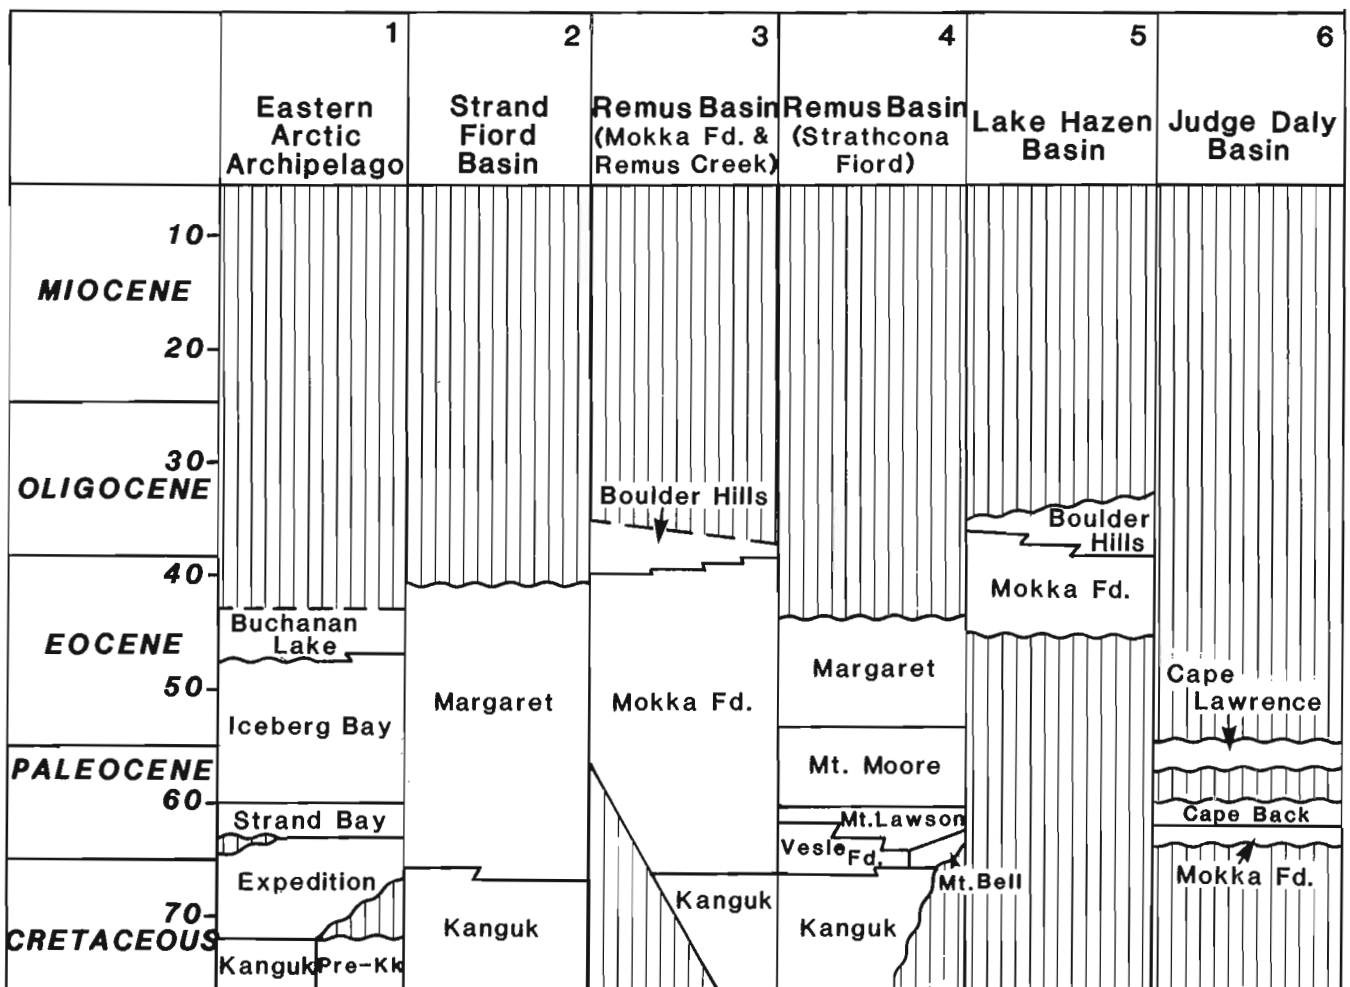 1
2
3
4
5
6
Eastern
Arctic
Archipelago
Strand
Fiord
Basin
Remus Basin
(Mokka Fd. &
Remus Creek)
Remus Basin
(Strathcona
Fiord)
Lake Hazen
Basin
Judge Daly
Basin
10
MIOCENE
20
30
OLIGOCENE
40
EOCENE
50
PALEOCENE
60
70
CRETACEOUS
Buchanan
Lake
Iceberg Bay
Strand Bay
Expedition
Kanguk
Pre-Kk
Margaret
Kanguk
Boulder Hills
Mokka Fd.
Kanguk
Margaret
Mt. Moore
Mt. Lawson
Vesle
Fd.
Mt. Bell
Kanguk
Boulder
Hills
Mokka Fd.
Cape
Lawrence
Cape Back
Mokka Fd.